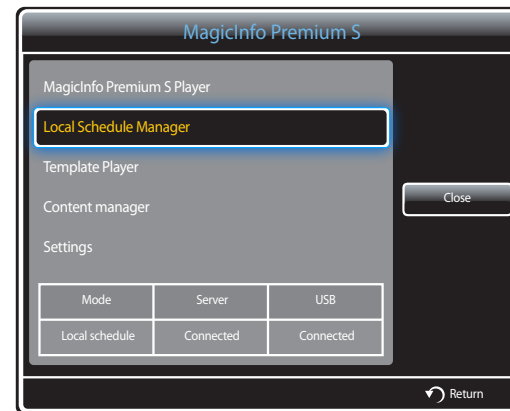 MagicInfo Premium S
MagicInfo Premium S Player
Local Schedule Manager
Template Player
Close
Content manager
Settings
Mode Server USB
Local schedule Connected Connected
Return